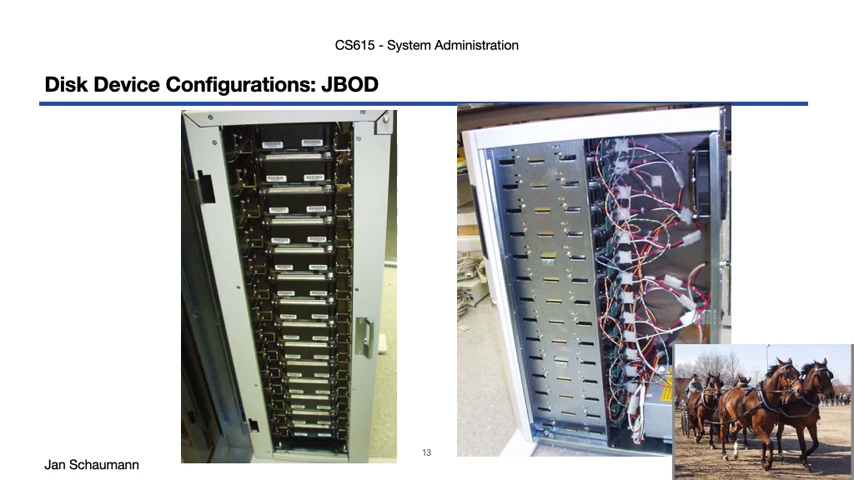 CS615 - System Administration
Disk Device Configurations: JBOD
13
Jan Schaumann